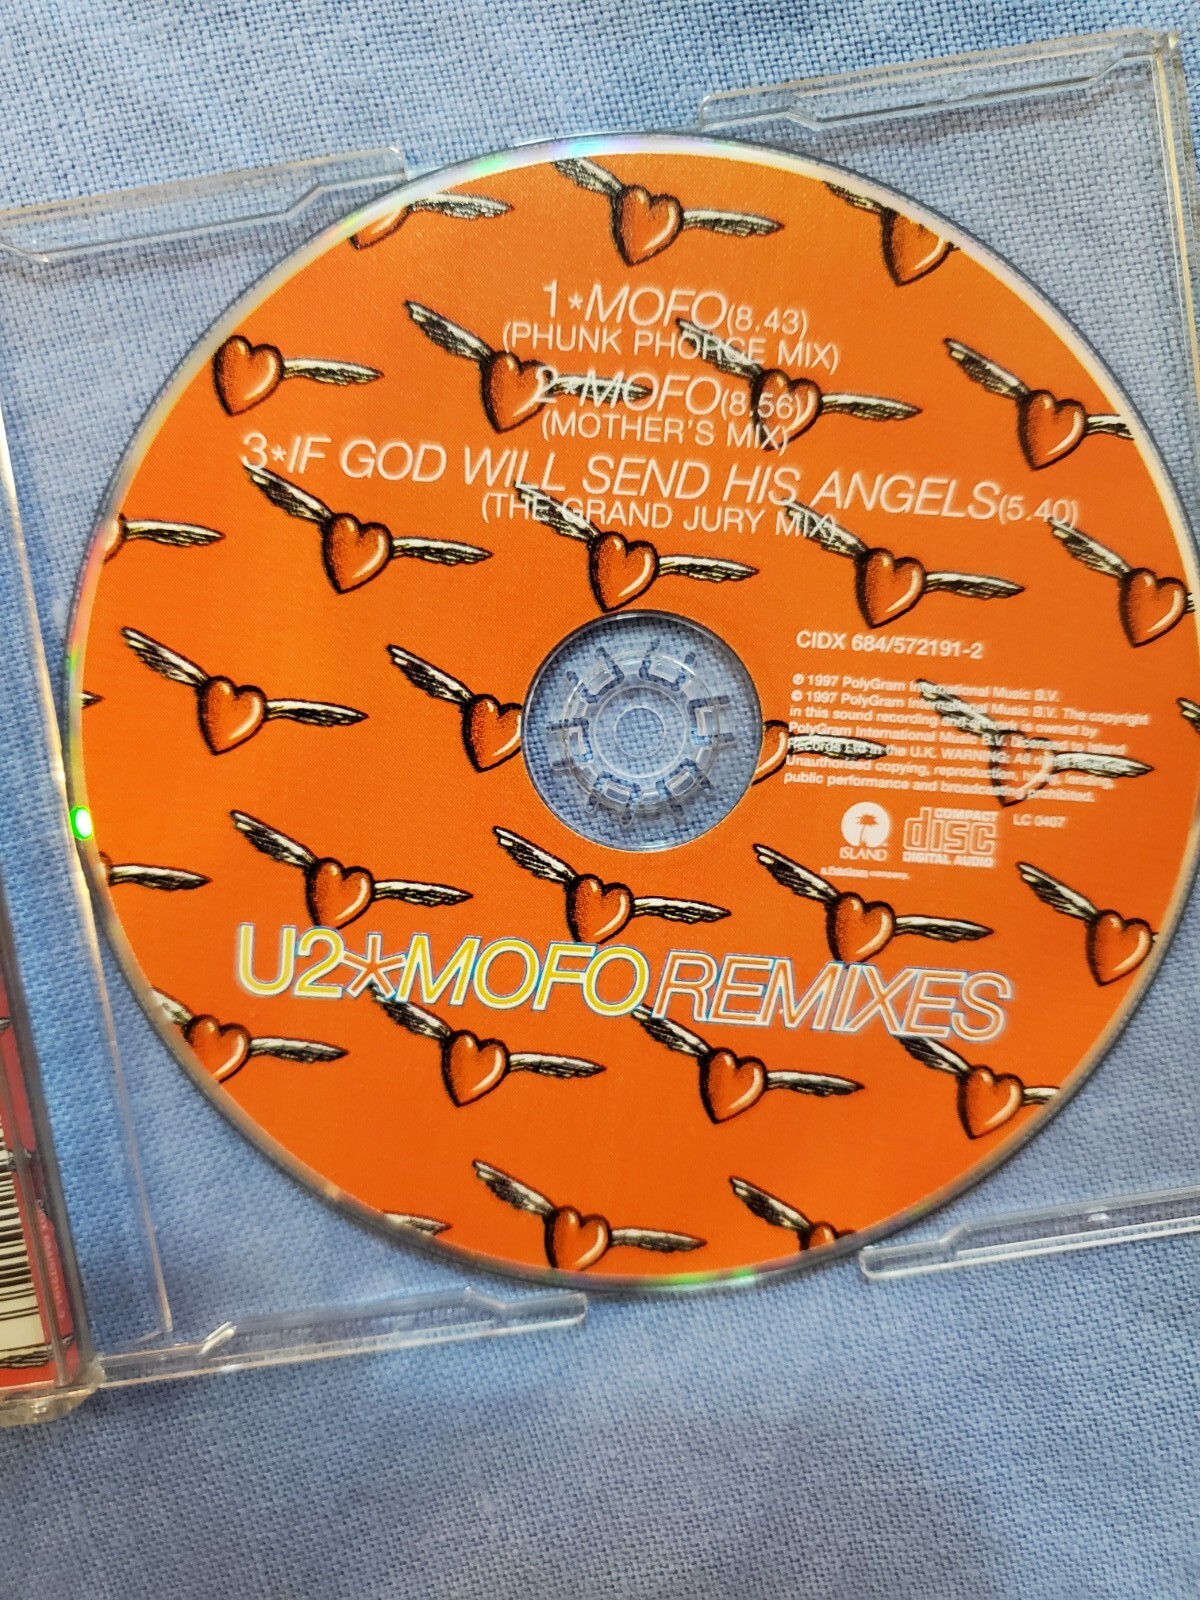 1*MOFO(8.43)
(PHUNK PHORCE MIX)
2*MOFO(8.56)
(MOTHER'S MIX)
3*IF GOD WILL SEND HIS ANGELS(5.40)
(THE GRAND JURY MIX)
CIDX 684/572191-2
℗ 1997 PolyGram International Music B.V.
© 1997 PolyGram International Music B.V. The copyright
in this sound recording and artwork is owned by
PolyGram International Music B.V. Licensed to Island
Records Ltd in the U.K. WARNING: All rights reserved.
Unauthorised copying, reproduction, hiring, lending,
public performance and broadcasting prohibited.
ISLAND
COMPACT
disc
DIGITAL AUDIO
LC 0407
a PolyGram company.
U2*MOFO REMIXES